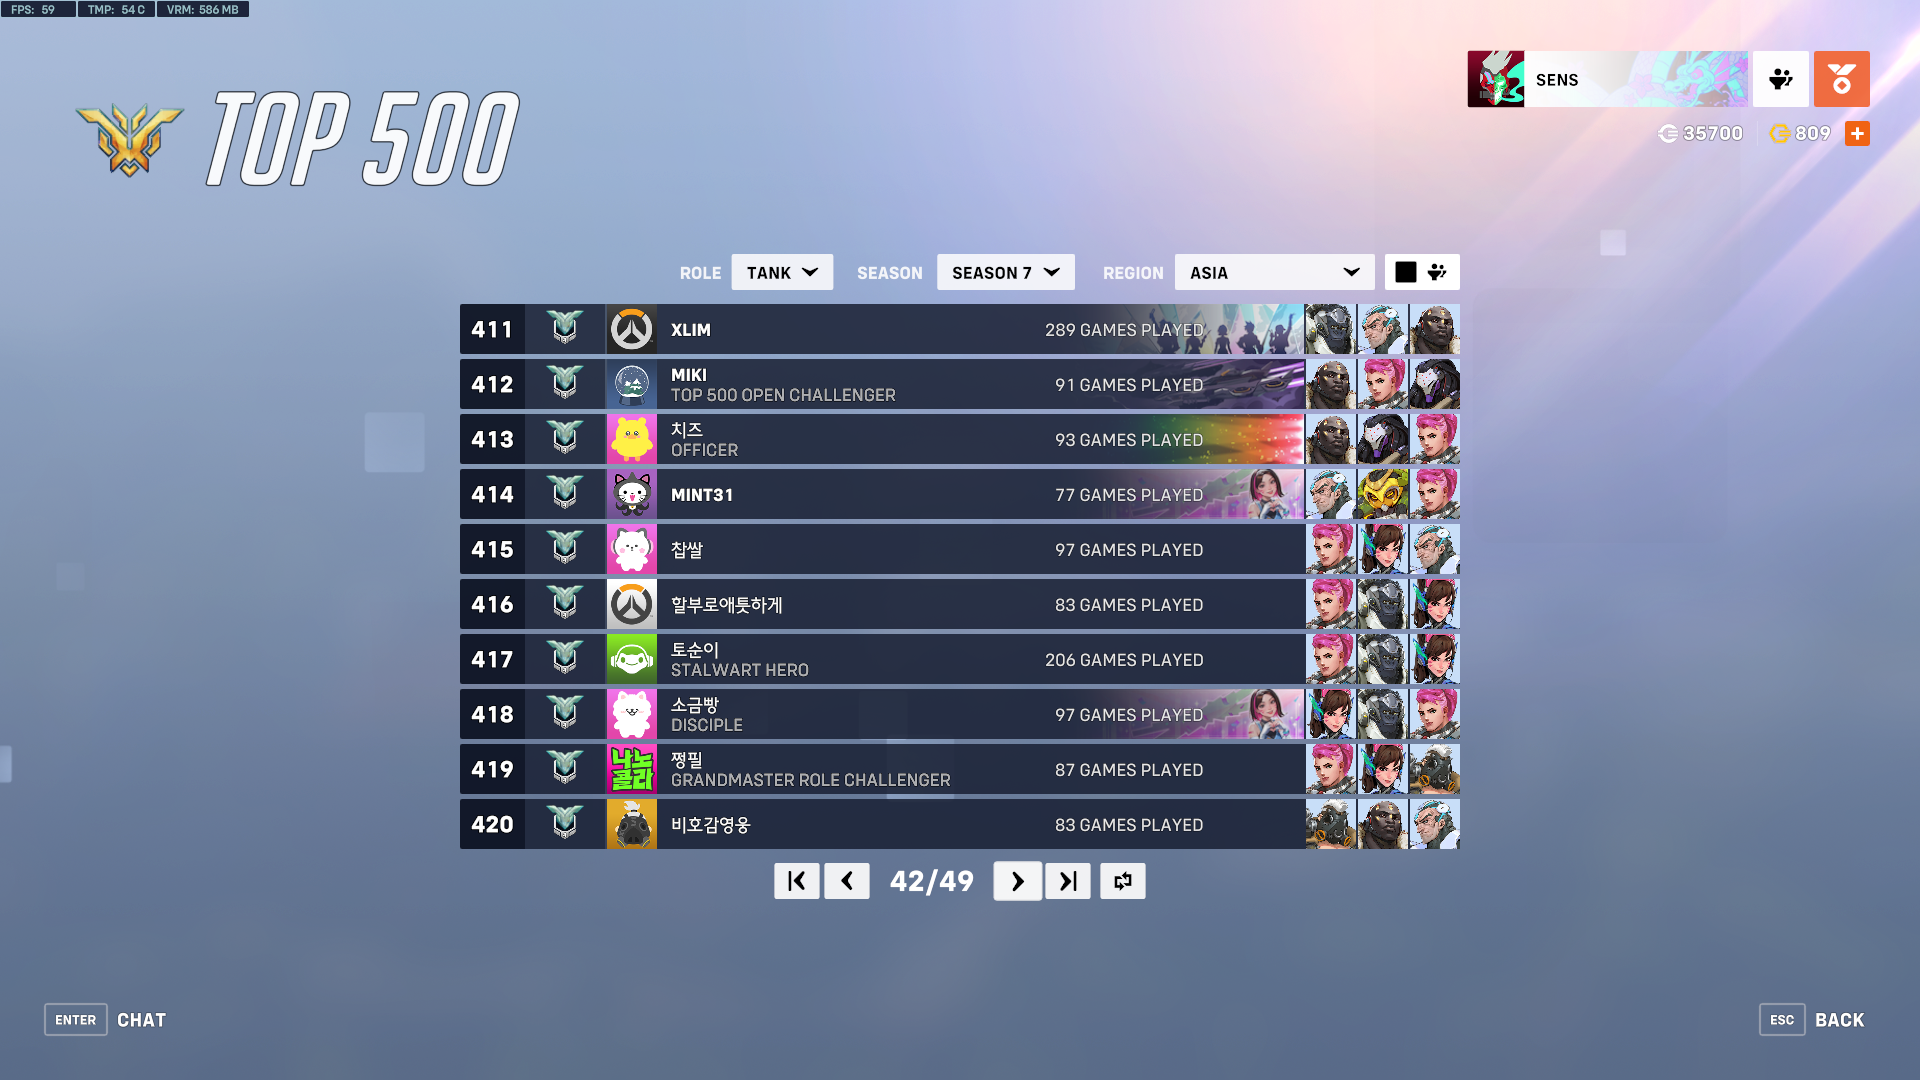 FPS: 59 TMP: 54 C VRM: 586 MB
TOP 500
SENS
35700 809
ROLE TANK SEASON SEASON 7 REGION ASIA
411 XLIM 289 GAMES PLAYED
412 MIKI 91 GAMES PLAYED
TOP 500 OPEN CHALLENGER
413 치즈 93 GAMES PLAYED
OFFICER
414 MINT31 77 GAMES PLAYED
415 찹쌀 97 GAMES PLAYED
416 할부로애틋하게 83 GAMES PLAYED
417 토순이 206 GAMES PLAYED
STALWART HERO
418 소금빵 97 GAMES PLAYED
DISCIPLE
419 나노콜라 쩡필 87 GAMES PLAYED
GRANDMASTER ROLE CHALLENGER
420 비호감영웅 83 GAMES PLAYED
42/49
ENTER CHAT
ESC BACK